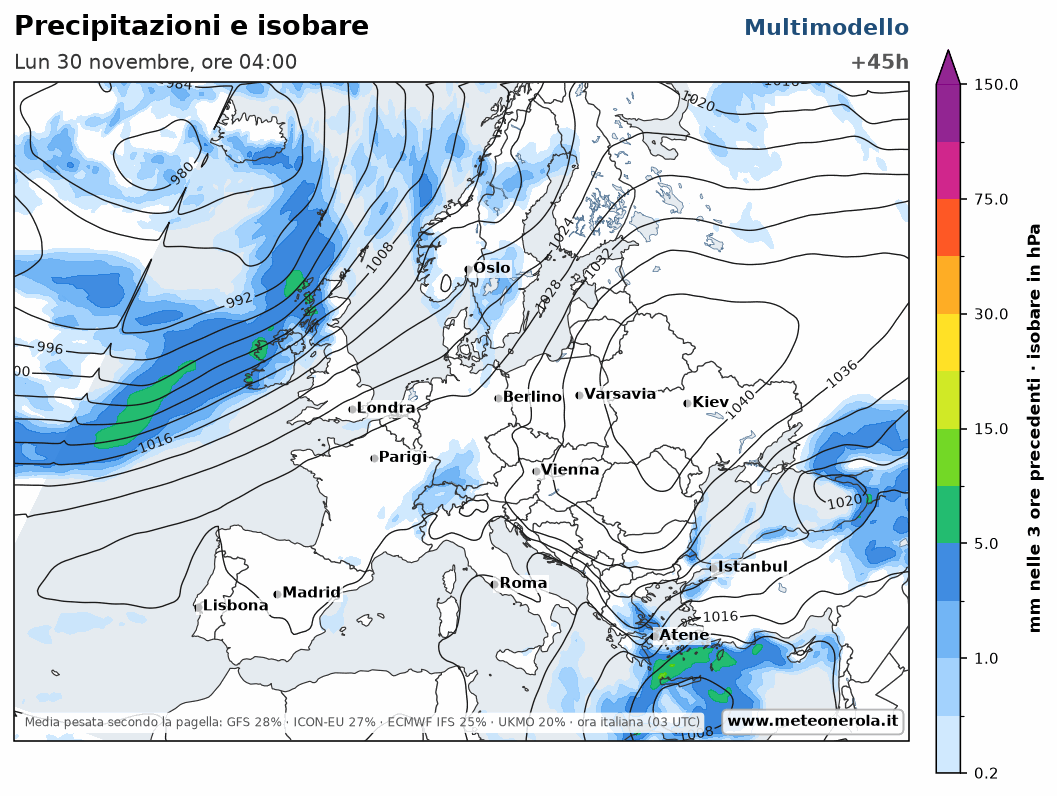 Precipitazioni e isobare
Multimodello
Lun 30 novembre, ore 04:00
+45h
984
1016
1020
980
1008
1024
1032
1028
992
996
00
1016
1036
1040
1020
1016
1008
Oslo
Londra
Berlino
Varsavia
Kiev
Parigi
Vienna
Istanbul
Madrid
Lisbona
Roma
Atene
Media pesata secondo la pagella: GFS 28% · ICON-EU 27% · ECMWF IFS 25% · UKMO 20% · ora italiana (03 UTC)
www.meteonerola.it
150.0
75.0
30.0
15.0
5.0
1.0
0.2
mm nelle 3 ore precedenti · isobare in hPa